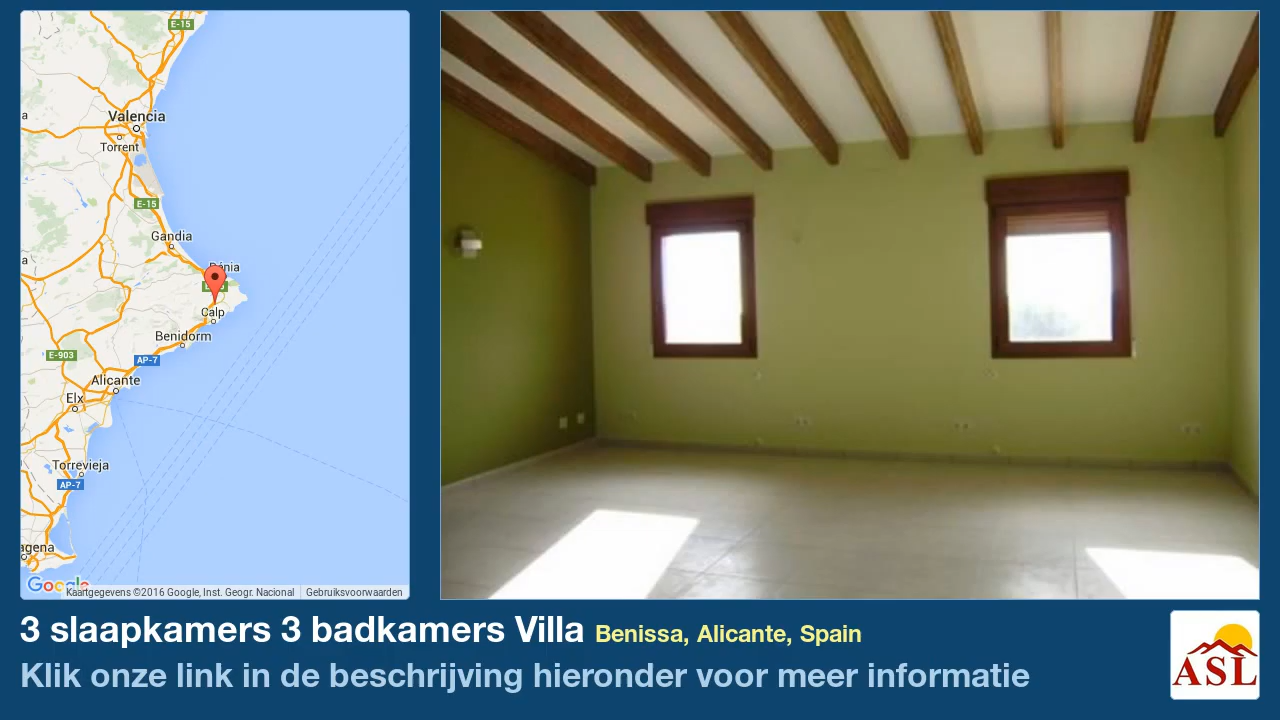 E-15
a
Valencia
Torrent
E-15
Gandia
a
Dénia
Calp
Benidorm
E-903
AP-7
Alicante
Elx
Torrevieja
AP-7
agena
Google
Kaartgegevens ©2016 Google, Inst. Geogr. Nacional
Gebruiksvoorwaarden
3 slaapkamers 3 badkamers Villa Benissa, Alicante, Spain
Klik onze link in de beschrijving hieronder voor meer informatie
ASL